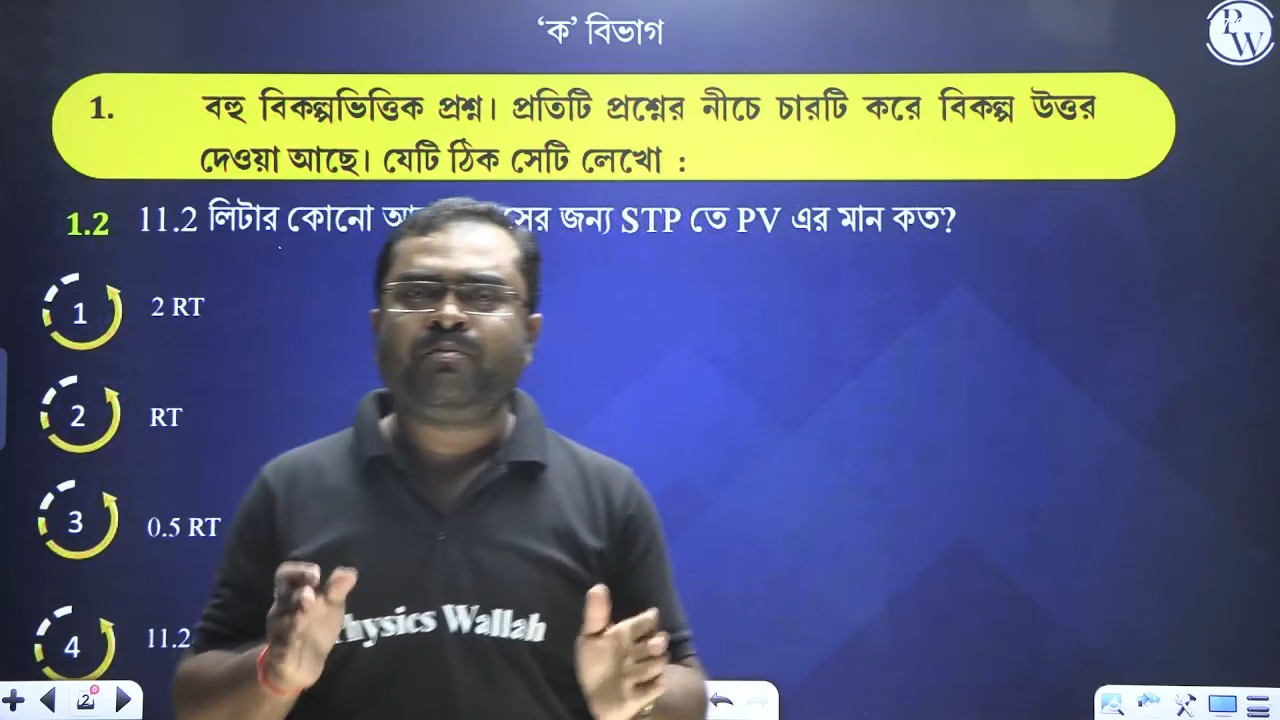 ‘ক’ বিভাগ
PW
1. বহু বিকল্পভিত্তিক প্রশ্ন। প্রতিটি প্রশ্নের নীচে চারটি করে বিকল্প উত্তর
দেওয়া আছে। যেটি ঠিক সেটি লেখো :
1.2 11.2 লিটার কোনো জন্য STP তে PV এর মান কত?
1 2 RT
2 RT
3 0.5 RT
4 11.2
Physics Wallah
2